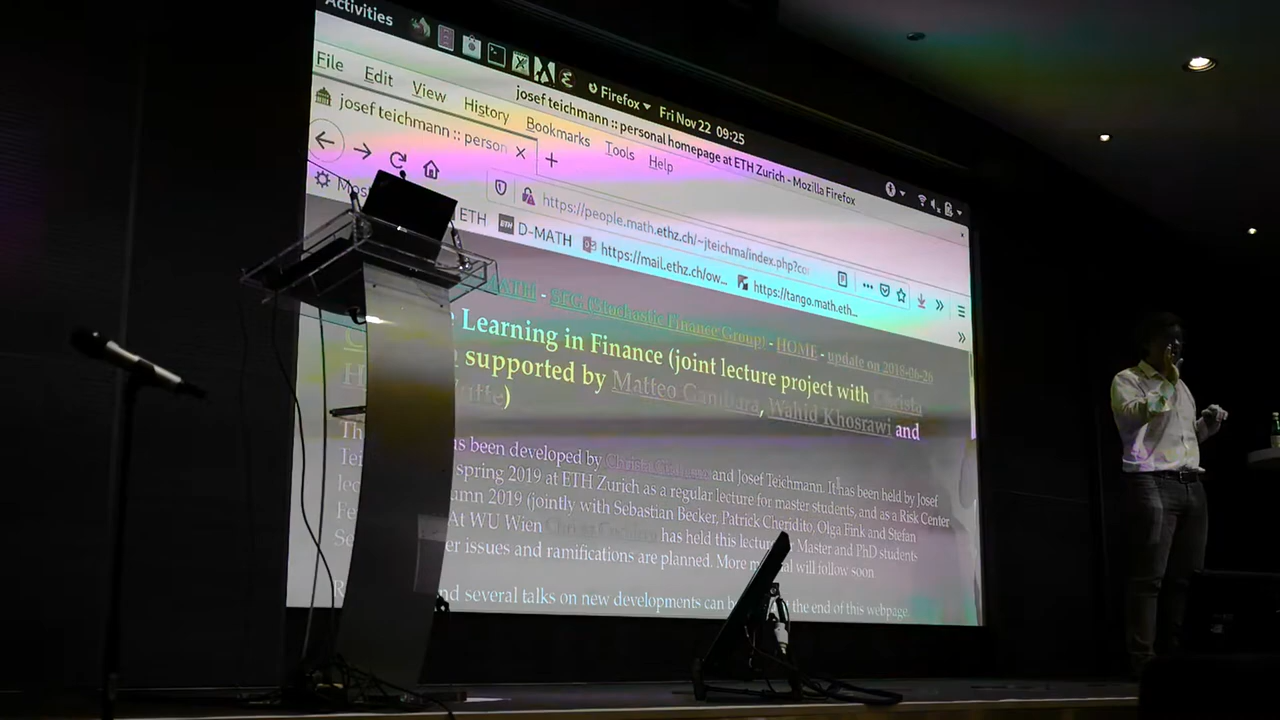 Activities
Firefox
Fri Nov 22 09:25
josef teichmann :: personal homepage at ETH Zurich - Mozilla Firefox
File Edit View History Bookmarks Tools Help
josef teichmann :: person
https://people.math.ethz.ch/~jteichma/index.php?co
ETH D-MATH https://mail.ethz.ch/ow... https://tango.math.eth...
- SFG (Stochastic Finance Group) - HOME - update on 2018-06-26
Learning in Finance (joint lecture project with Christa
supported by Matteo Gambara, Wahid Khosrawi and
)
has been developed by and Josef Teichmann. It has been held by Josef
spring 2019 at ETH Zurich as a regular lecture for master students, and as a Risk Center
2019 (jointly with Sebastian Becker, Patrick Cheridito, Olga Fink and Stefan
At WU Wien has held this lecture Master and PhD students
issues and ramifications are planned. More will follow soon
and several talks on new developments can the end of this webpage.